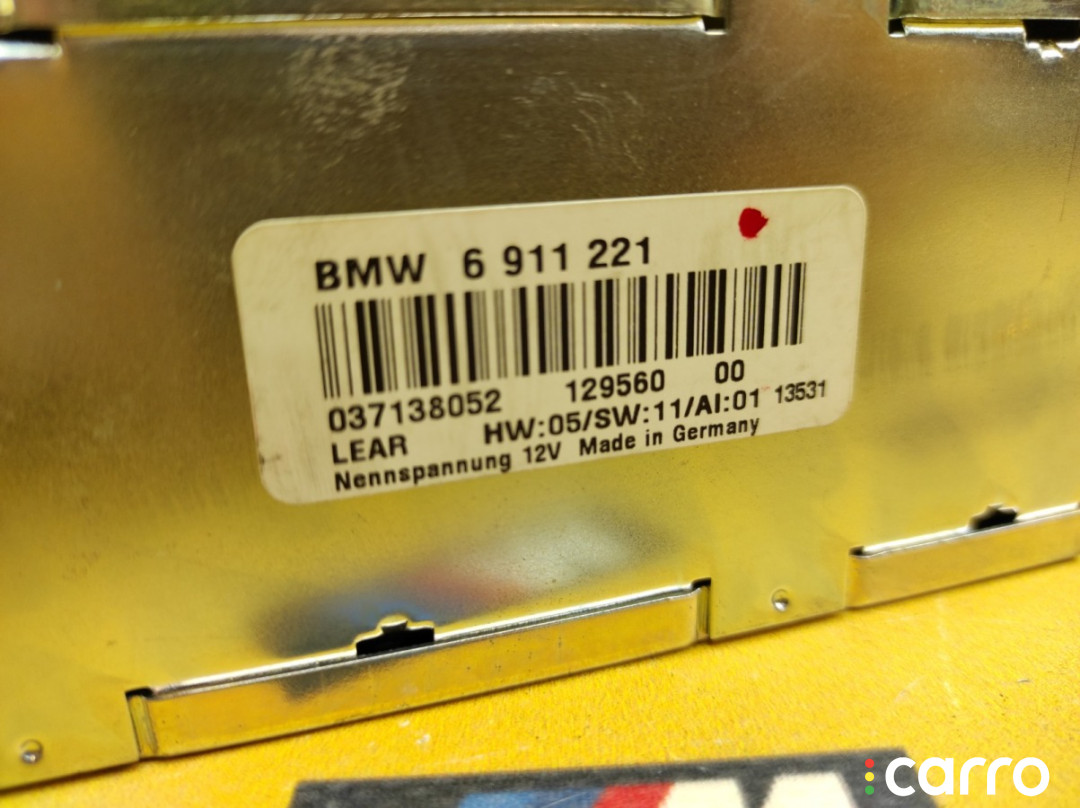 BMW 6 911 221
037138052 129560 00
LEAR HW:05/SW:11/AI:01 13531
Nennspannung 12V Made in Germany
carro